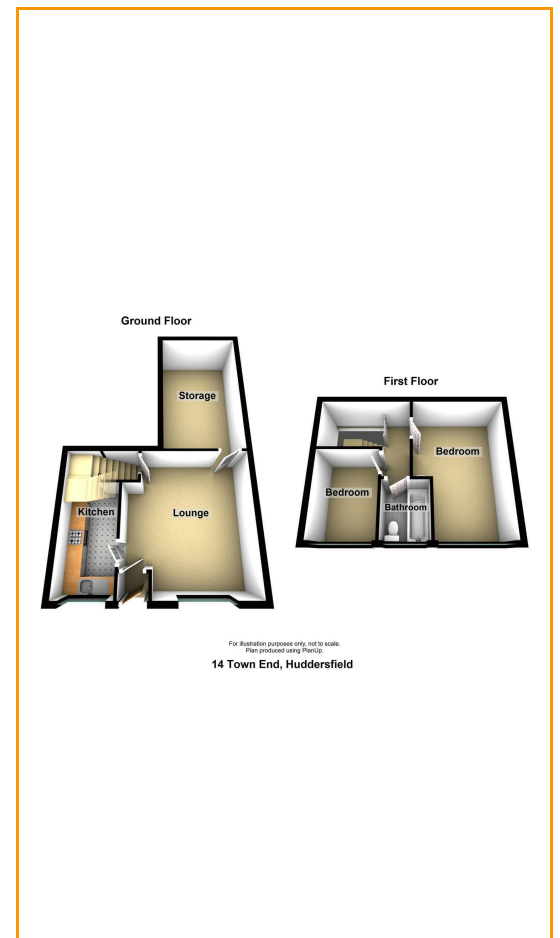 Ground Floor
Storage
Kitchen
Lounge
First Floor
Bedroom
Bedroom
Bathroom
For illustration purposes only, not to scale.
Plan produced using PlanUp.
14 Town End, Huddersfield